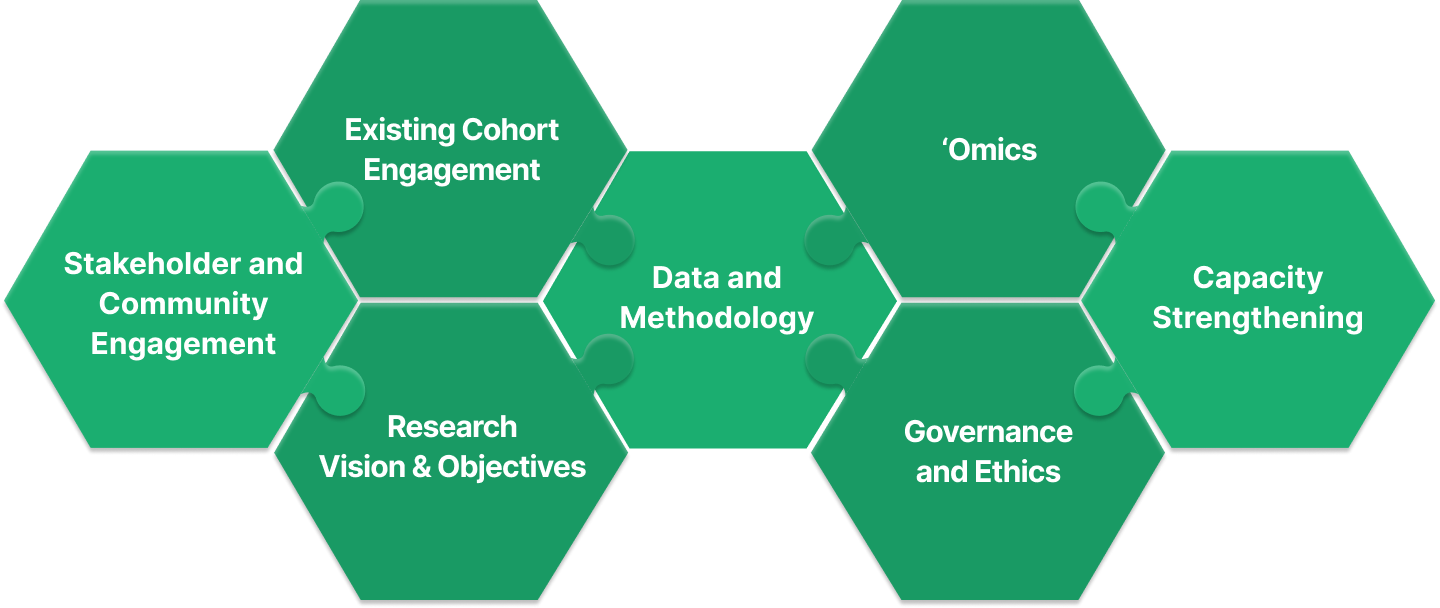 Existing Cohort
Engagement
‘Omics
Stakeholder and
Community
Engagement
Data and
Methodology
Capacity
Strengthening
Research
Vision & Objectives
Governance
and Ethics